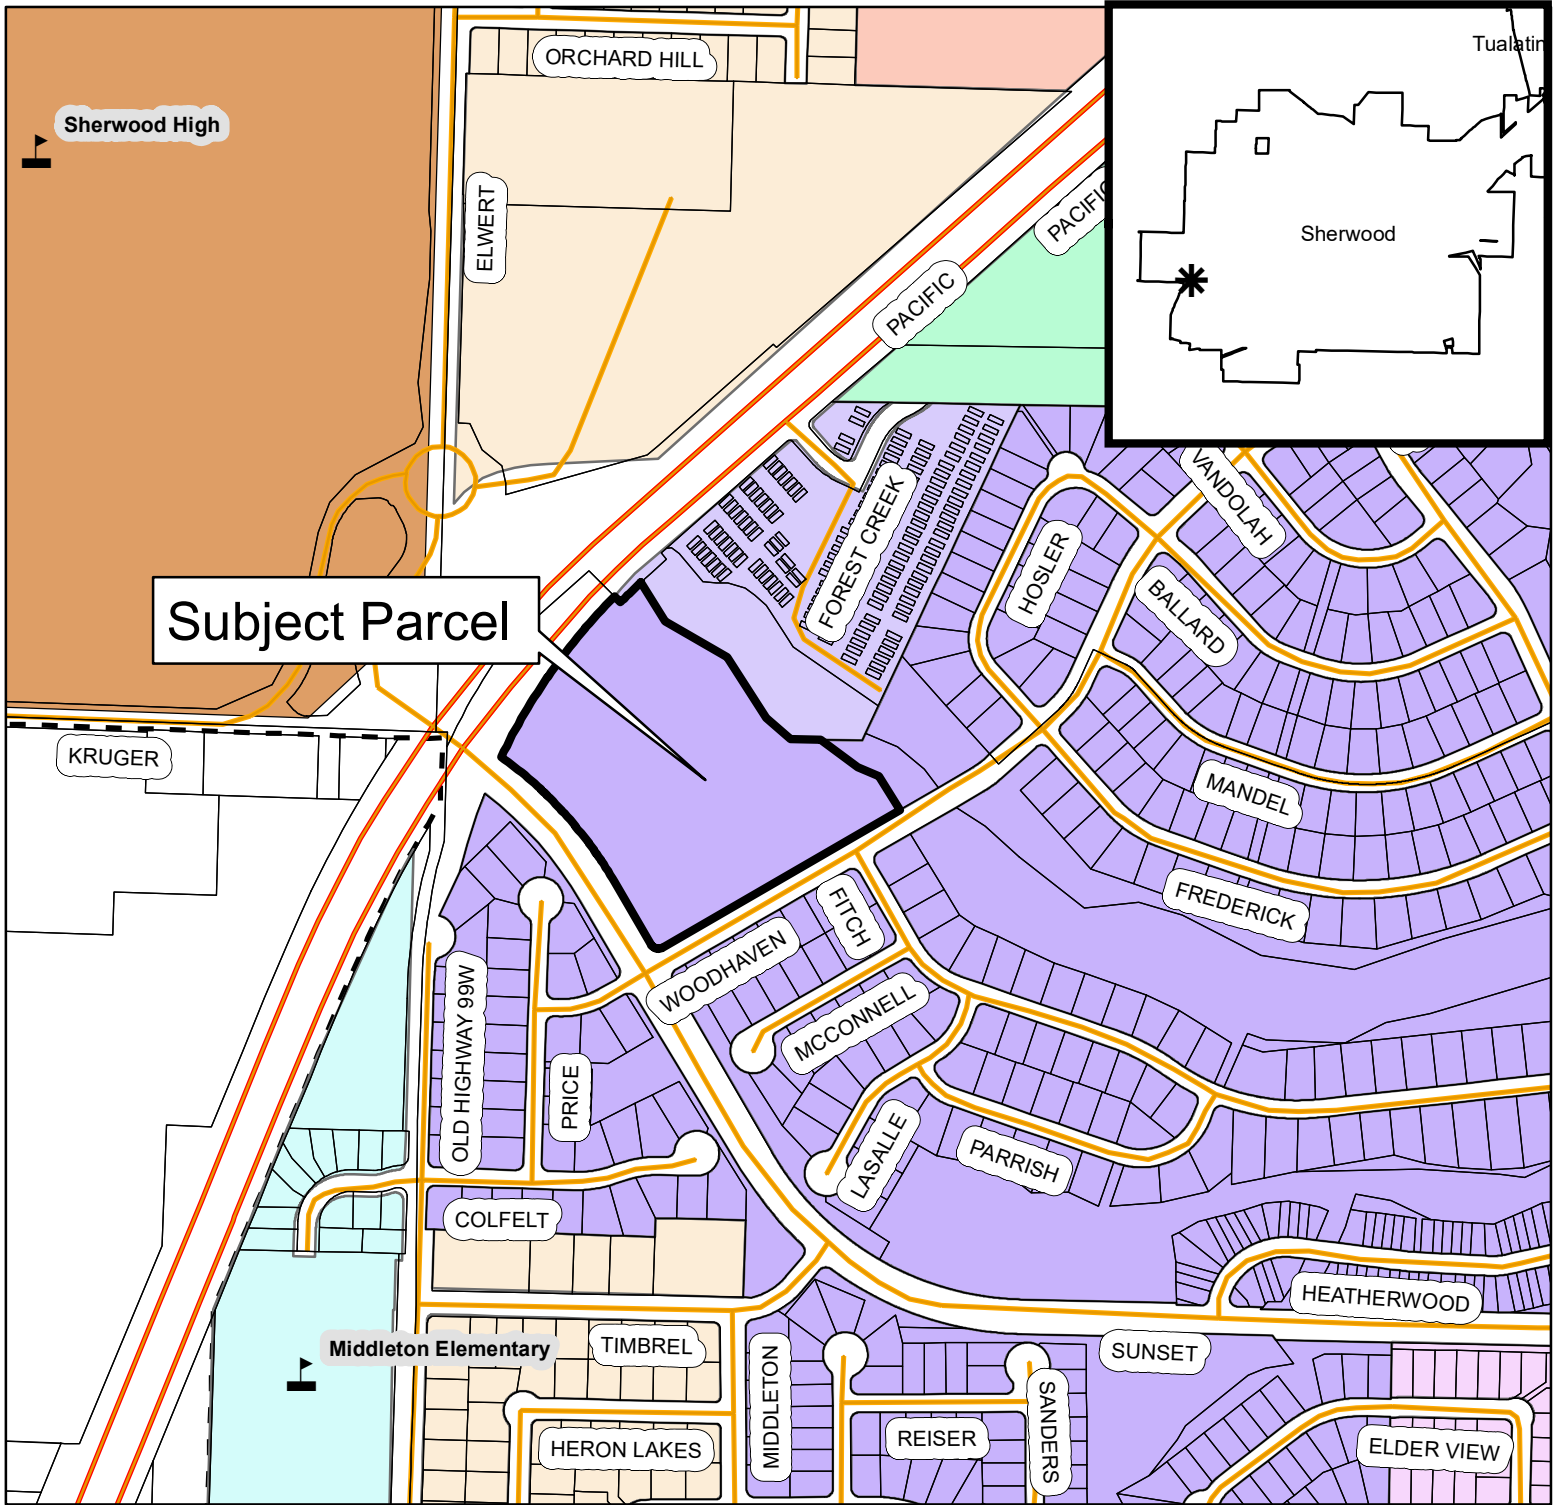 ORCHARD HILL
Tualatin
Sherwood High
ELWERT
PACIFIC
Sherwood
PACIFIC
VANDOLAH
FOREST CREEK
HOSLER
BALLARD
Subject Parcel
KRUGER
MANDEL
FREDERICK
FITCH
WOODHAVEN
MCCONNELL
OLD HIGHWAY 99W
PRICE
LASALLE
PARRISH
COLFELT
HEATHERWOOD
Middleton Elementary
TIMBREL
SUNSET
MIDDLETON
SANDERS
HERON LAKES
REISER
ELDER VIEW